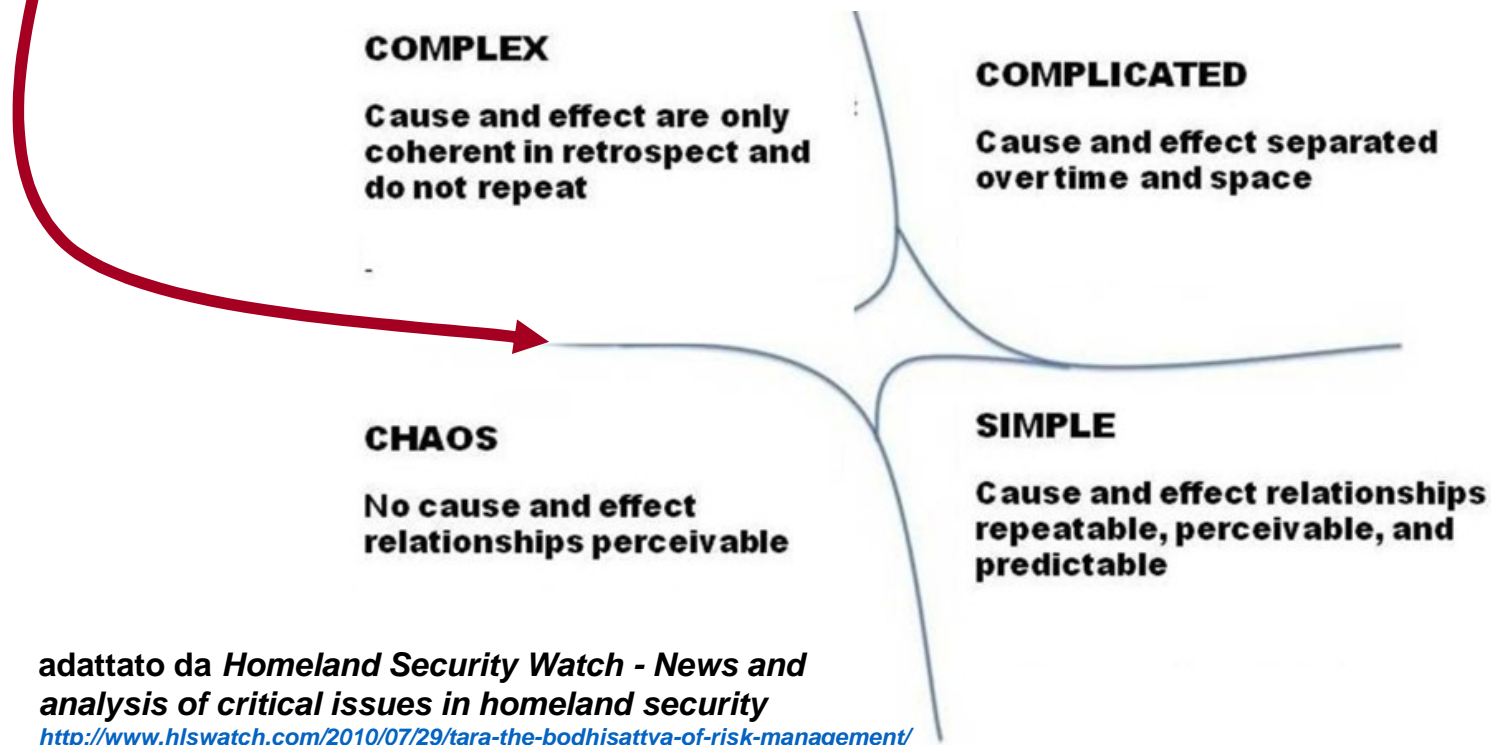 COMPLEX
Cause and effect are only
coherent in retrospect and
do not repeat
-
COMPLICATED
:
Cause and effect separated
over time and space
CHAOS
No cause and effect
relationships perceivable
SIMPLE
Cause and effect relationships
repeatable, perceivable, and
predictable
adattato da Homeland Security Watch - News and
analysis of critical issues in homeland security
http://www.hlswatch.com/2010/07/29/tara-the-bodhisattva-of-risk-management/